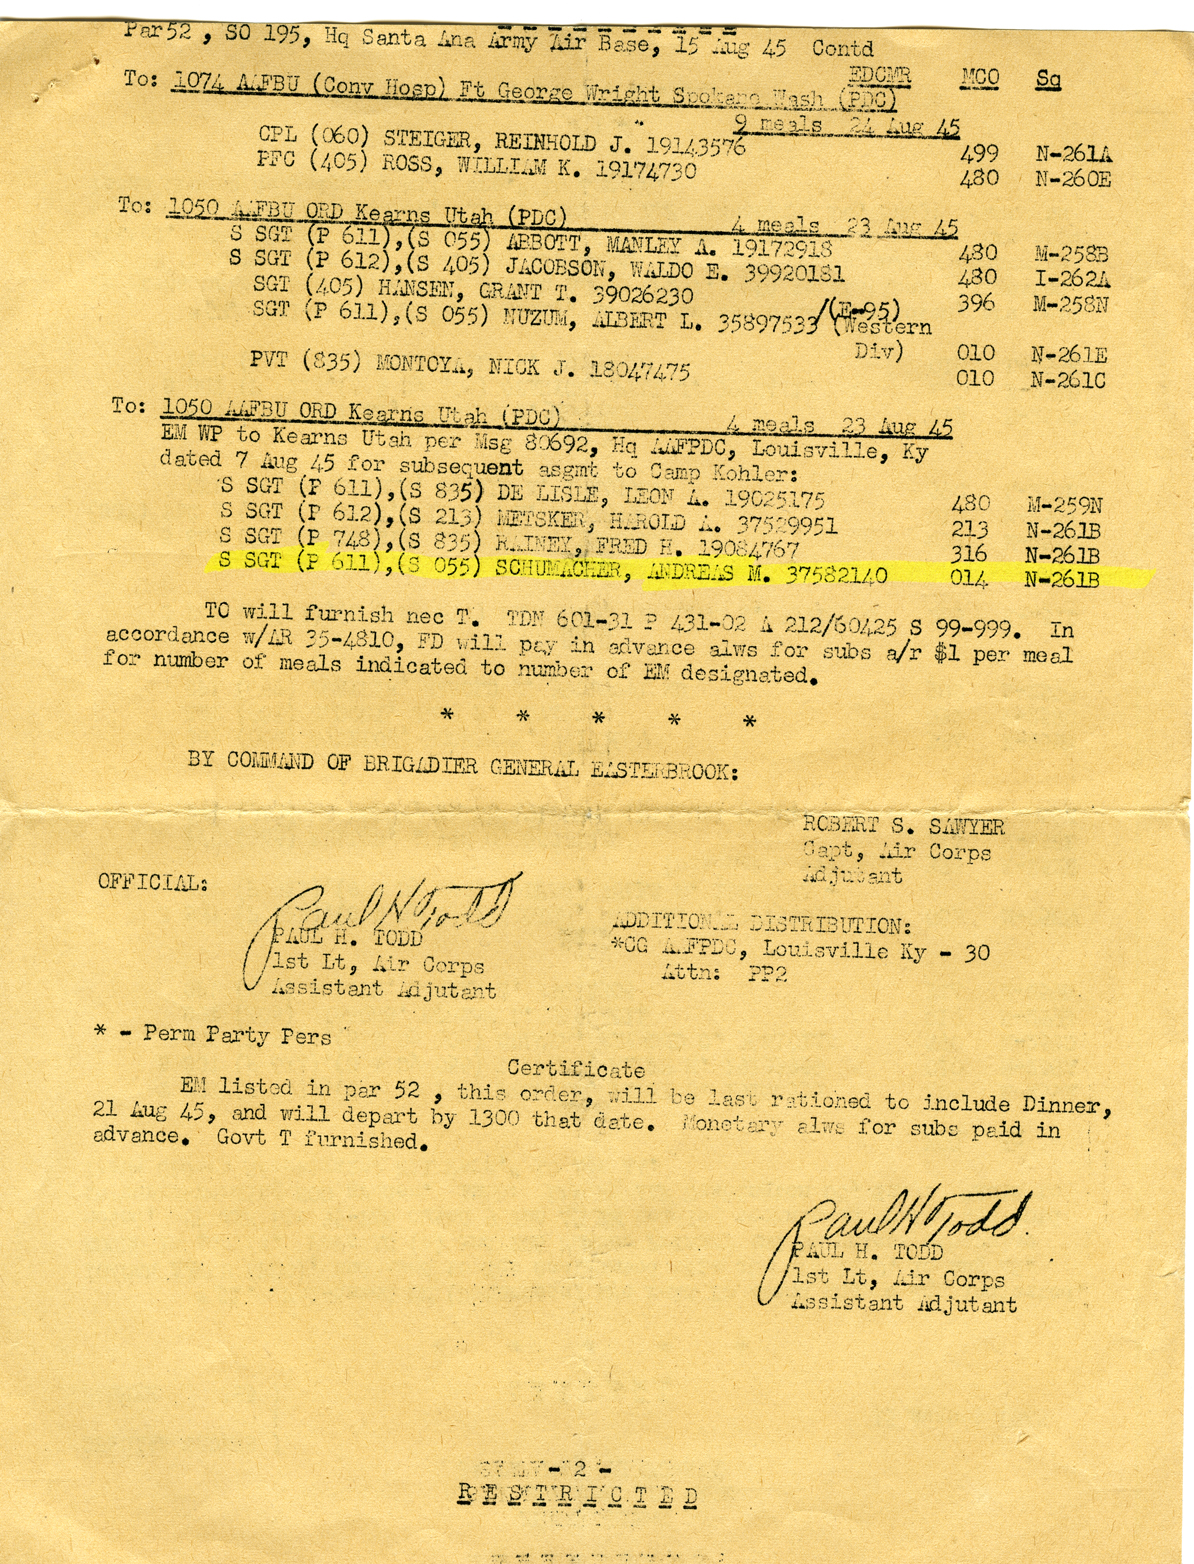 Par 52 , SO 195, Hq Santa Ana Army Air Base, 15 Aug 45 Contd
EDCMR MCO Sq
To: 1074 AAFBU (Conv Hosp) Ft George Wright Spokane Wash (PDC)
9 meals 24 Aug 45
CPL (060) STEIGER, REINHOLD J. 19143576 499 N-261A
PFC (405) ROSS, WILLIAM K. 19174730 480 N-260E
To: 1050 AAFBU ORD Kearns Utah (PDC) 4 meals 23 Aug 45
S SGT (P 611),(S 055) ABBOTT, MANLEY A. 19172918 480 M-258B
S SGT (P 612),(S 405) JACOBSON, WALDO E. 39920181 480 I-262A
SGT (405) HANSEN, GRANT T. 39026230 396 M-258N
SGT (P 611),(S 055) NUZUM, ALBERT L. 35897533/(E-95)
(Western
Div) 010 N-261E
PVT (835) MONTOYA, NICK J. 18047475 010 N-261C
To: 1050 AAFBU ORD Kearns Utah (PDC) 4 meals 23 Aug 45
EM WP to Kearns Utah per Msg 80692, Hq AAFPDC, Louisville, Ky
dated 7 Aug 45 for subsequent asgmt to Camp Kohler:
S SGT (P 611),(S 835) DE LISLE, LEON A. 19025175 480 M-259N
S SGT (P 612),(S 213) METSKER, HAROLD A. 37529951 213 N-261B
S SGT (P 748),(S 835) RAINEY, FRED H. 19084767 316 N-261B
S SGT (P 611),(S 055) SCHUMACHER, ANDREAS M. 37582140 014 N-261B
TC will furnish nec T. TDN 601-31 P 431-02 A 212/60425 S 99-999. In
accordance w/AR 35-4810, FD will pay in advance alws for subs a/r $1 per meal
for number of meals indicated to number of EM designated.
* * * * *
BY COMMAND OF BRIGADIER GENERAL EASTERBROOK:
ROBERT S. SAWYER
Capt, Air Corps
Adjutant
OFFICIAL:
Paul H Todd
PAUL H. TODD
1st Lt, Air Corps
Assistant Adjutant
ADDITIONAL DISTRIBUTION:
*CG AAFPDC, Louisville Ky - 30
Attn: PP2
* - Perm Party Pers
Certificate
EM listed in par 52 , this order, will be last rationed to include Dinner,
21 Aug 45, and will depart by 1300 that date. Monetary alws for subs paid in
advance. Govt T furnished.
Paul H Todd.
PAUL H. TODD
1st Lt, Air Corps
Assistant Adjutant
-2-
RESTRICTED